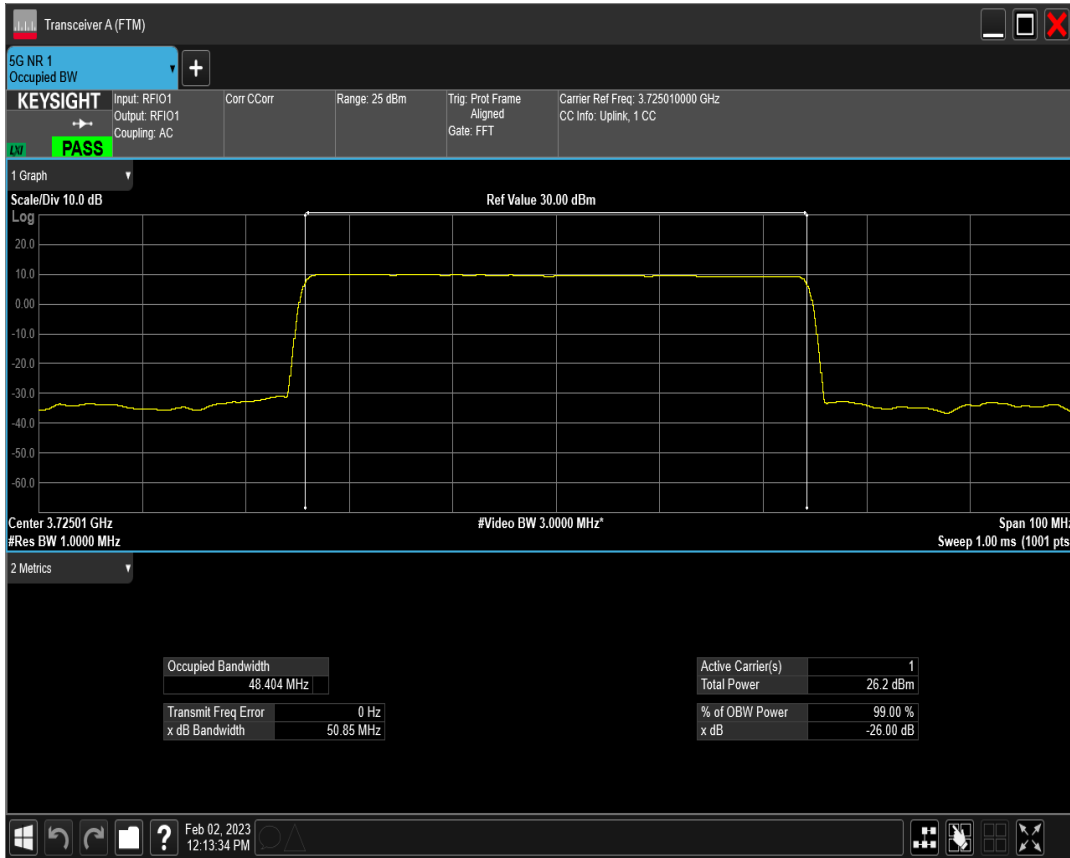 Transceiver A (FTM)
5G NR 1
Occupied BW
+
KEYSIGHT
Input: RFIO1
Output: RFIO1
Coupling: AC
Corr CCorr
Range: 25 dBm
Trig: Prot Frame
Aligned
Gate: FFT
Carrier Ref Freq: 3.725010000 GHz
CC Info: Uplink, 1 CC
LXI
PASS
1 Graph
Scale/Div 10.0 dB
Ref Value 30.00 dBm
Log
20.0
10.0
0.00
-10.0
-20.0
-30.0
-40.0
-50.0
-60.0
Center 3.72501 GHz
#Video BW 3.0000 MHz*
Span 100 MHz
#Res BW 1.0000 MHz
Sweep 1.00 ms (1001 pts
2 Metrics
Occupied Bandwidth
48.404 MHz
Transmit Freq Error 0 Hz
x dB Bandwidth 50.85 MHz
Active Carrier(s) 1
Total Power 26.2 dBm
% of OBW Power 99.00 %
x dB -26.00 dB
?
Feb 02, 2023
12:13:34 PM